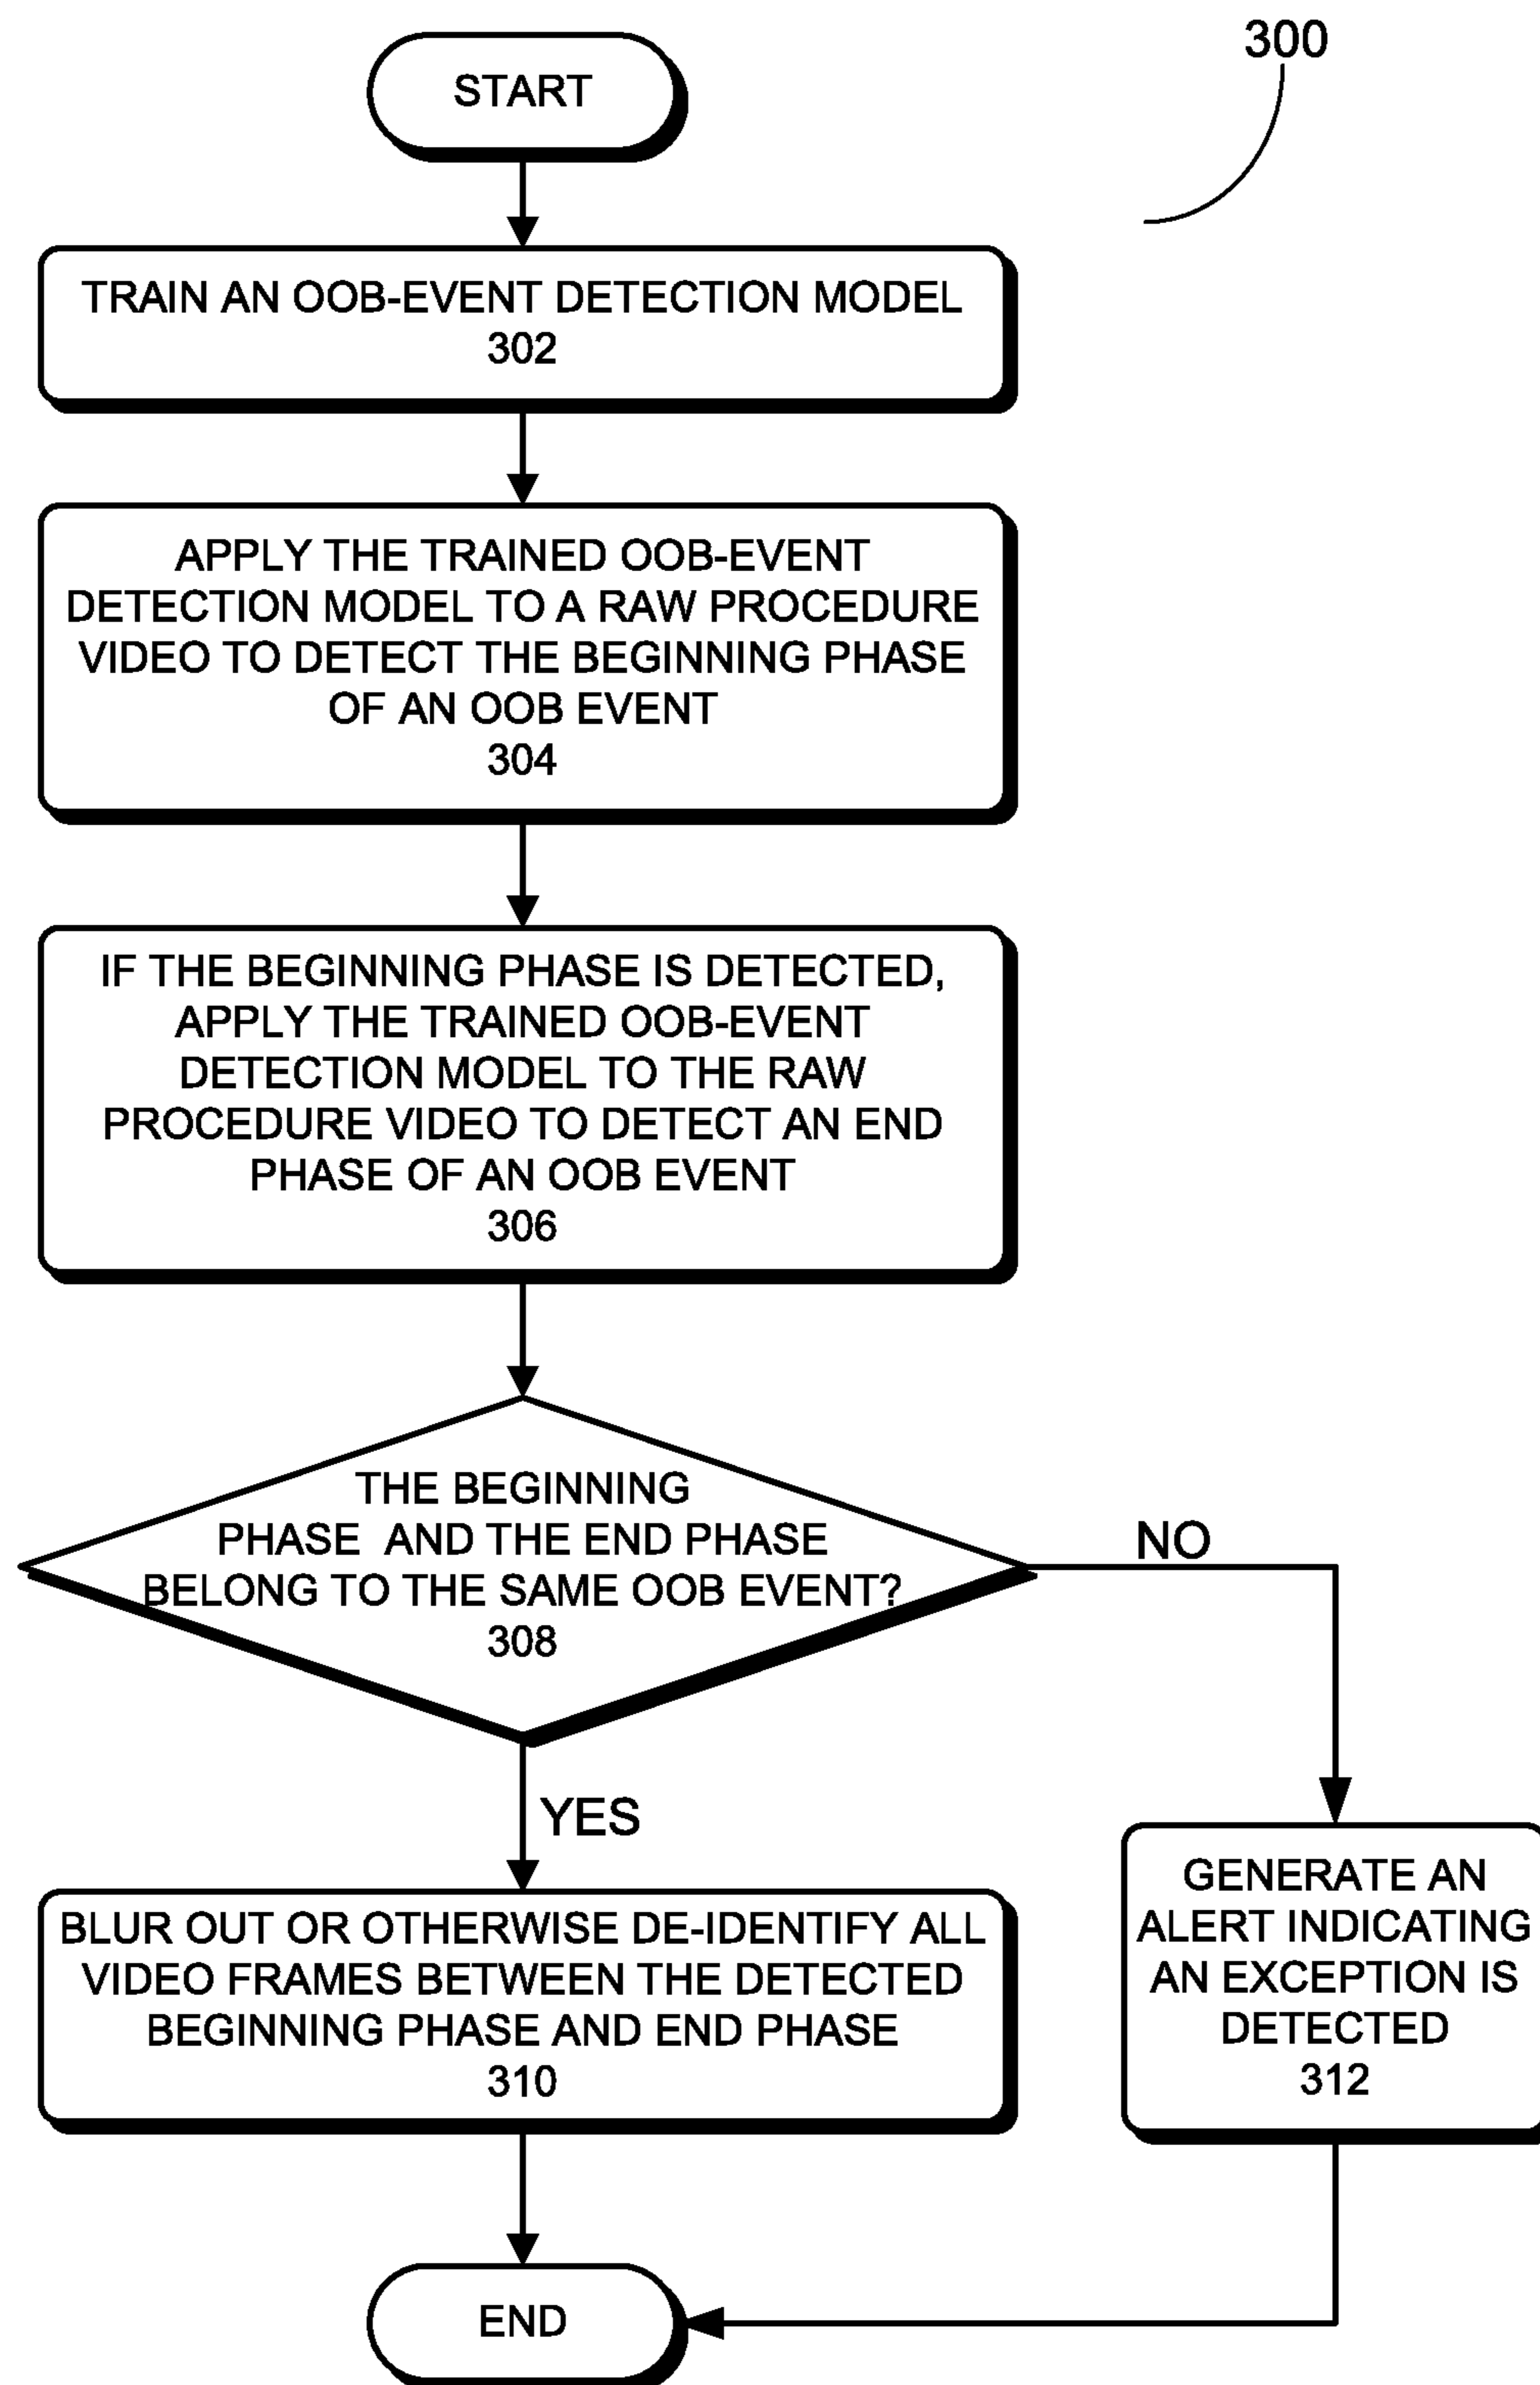 300
START
TRAIN AN OOB-EVENT DETECTION MODEL
302
APPLY THE TRAINED OOB-EVENT
DETECTION MODEL TO A RAW PROCEDURE
VIDEO TO DETECT THE BEGINNING PHASE
OF AN OOB EVENT
304
IF THE BEGINNING PHASE IS DETECTED,
APPLY THE TRAINED OOB-EVENT
DETECTION MODEL TO THE RAW
PROCEDURE VIDEO TO DETECT AN END
PHASE OF AN OOB EVENT
306
THE BEGINNING
PHASE AND THE END PHASE
BELONG TO THE SAME OOB EVENT?
308
NO
YES
BLUR OUT OR OTHERWISE DE-IDENTIFY ALL
VIDEO FRAMES BETWEEN THE DETECTED
BEGINNING PHASE AND END PHASE
310
GENERATE AN
ALERT INDICATING
AN EXCEPTION IS
DETECTED
312
END